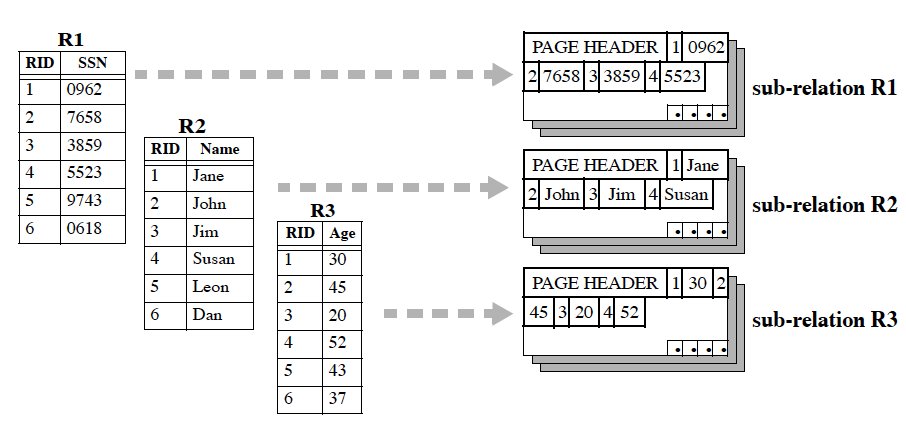 R1
RID SSN
1 0962
2 7658
3 3859
4 5523
5 9743
6 0618
R2
RID Name
1 Jane
2 John
3 Jim
4 Susan
5 Leon
6 Dan
R3
RID Age
1 30
2 45
3 20
4 52
5 43
6 37
PAGE HEADER 1 0962
2 7658 3 3859 4 5523
sub-relation R1
PAGE HEADER 1 Jane
2 John 3 Jim 4 Susan
sub-relation R2
PAGE HEADER 1 30 2
45 3 20 4 52
sub-relation R3